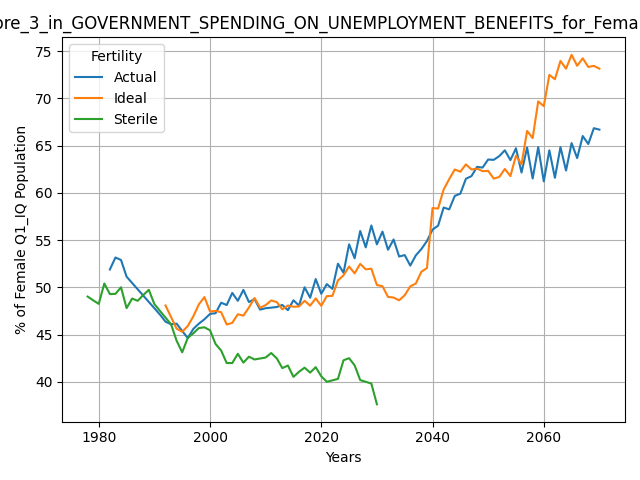 ore_3_in_GOVERNMENT_SPENDING_ON_UNEMPLOYMENT_BENEFITS_for_Fema
Fertility
Actual
Ideal
Sterile
% of Female Q1_IQ Population
75
70
65
60
55
50
45
40
1980
2000
2020
2040
2060
Years